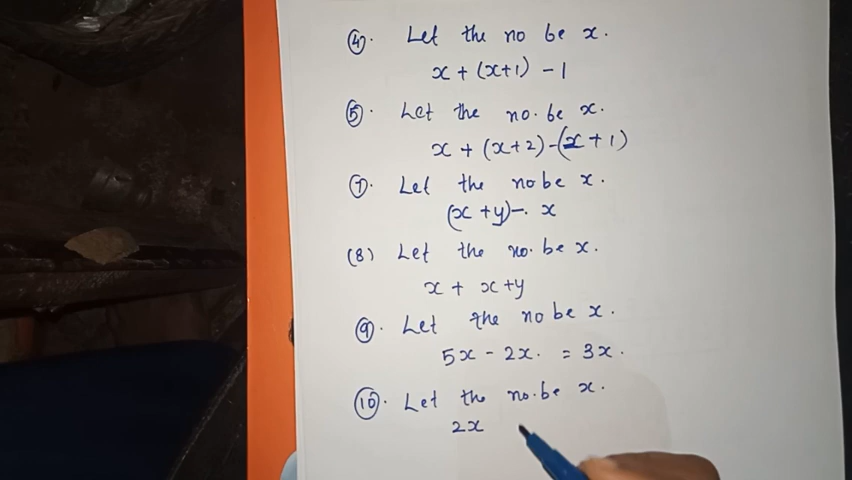 ④. Let the no be x.
x + (x+1) - 1
⑤. Let the no. be x.
x + (x+2) - (x + 1)
⑦. Let the no be x.
(x + y) - . x
(8) Let the no. be x.
x + x + y
⑨. Let the no be x.
5x - 2x. = 3x.
⑩. Let the no. be x.
2x